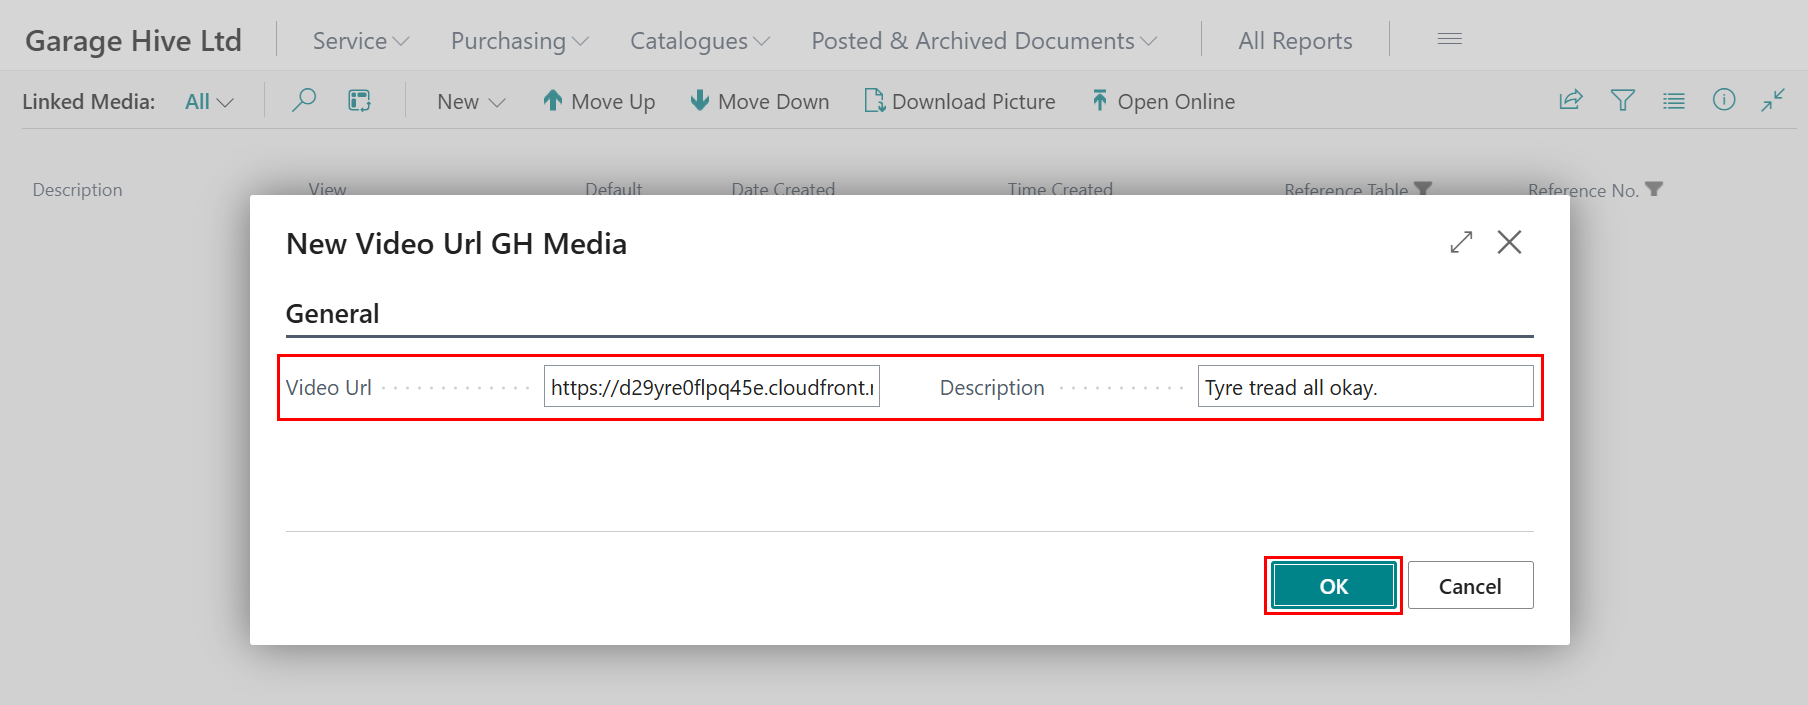 Garage Hive Ltd Service Purchasing Catalogues Posted & Archived Documents All Reports
Linked Media: All New Move Up Move Down Download Picture Open Online
Description View Default Date Created Time Created Reference Table Reference No.
New Video Url GH Media
General
Video Url https://d29yre0flpq45e.cloudfront.r Description Tyre tread all okay.
OK Cancel